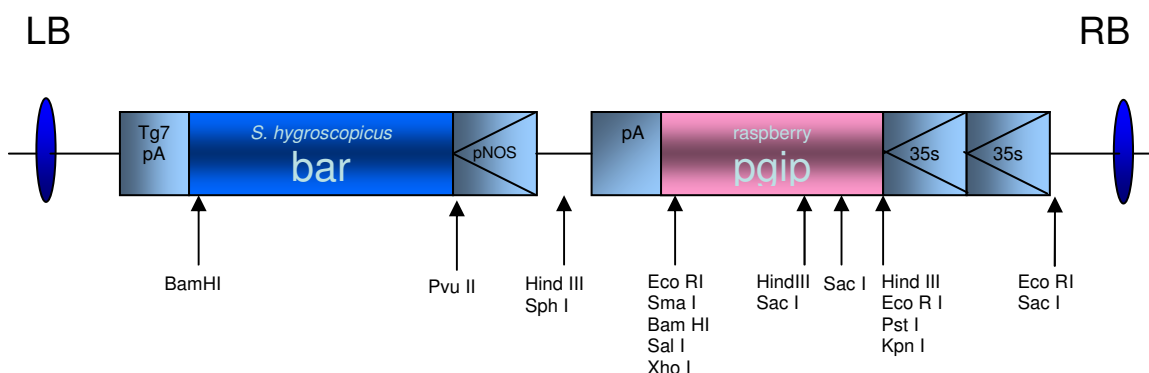 LB
RB
Tg7
pA
S. hygroscopicus
bar
pNOS
pA
raspberry
pgip
35s
35s
BamHI
Pvu II
Hind III
Sph I
Eco RI
Sma I
Bam HI
Sal I
Xho I
HindIII
Sac I
Sac I
Hind III
Eco R I
Pst I
Kpn I
Eco RI
Sac I